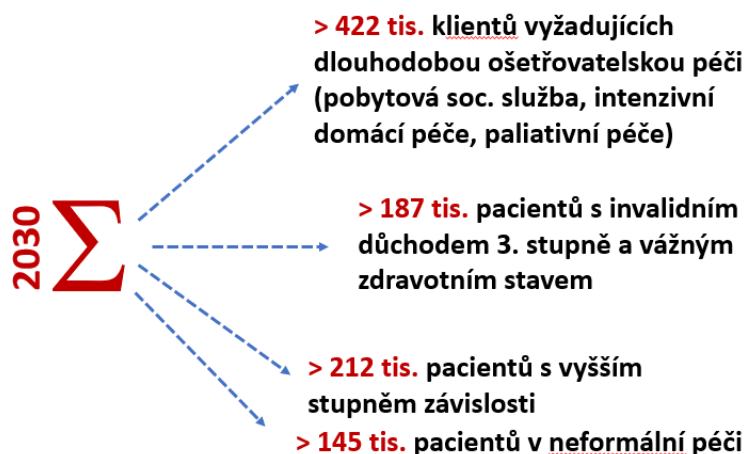 > 422 tis. klientů vyžadujících
dlouhodobou ošetřovatelskou péči
(pobytová soc. služba, intenzivní
domácí péče, paliativní péče)
2030
Σ
> 187 tis. pacientů s invalidním
důchodem 3. stupně a vážným
zdravotním stavem
> 212 tis. pacientů s vyšším
stupněm závislosti
> 145 tis. pacientů v neformální péči